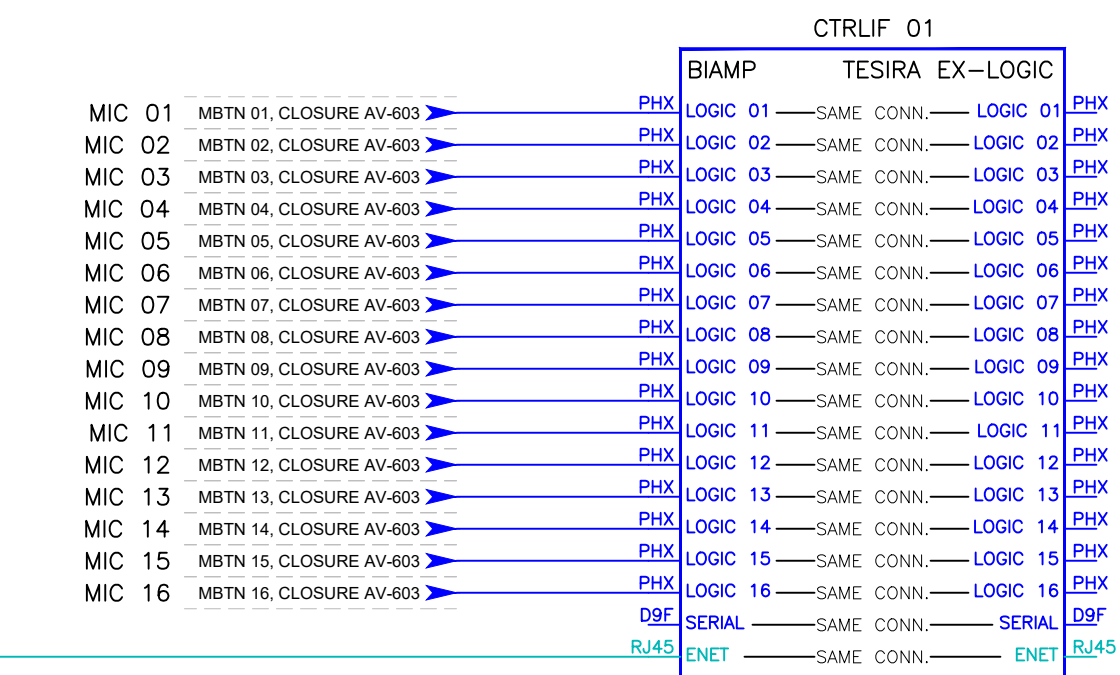 CTRLIF 01
BIAMP TESIRA EX-LOGIC
MIC 01 MBTN 01, CLOSURE AV-603 PHX LOGIC 01 SAME CONN. LOGIC 01 PHX
MIC 02 MBTN 02, CLOSURE AV-603 PHX LOGIC 02 SAME CONN. LOGIC 02 PHX
MIC 03 MBTN 03, CLOSURE AV-603 PHX LOGIC 03 SAME CONN. LOGIC 03 PHX
MIC 04 MBTN 04, CLOSURE AV-603 PHX LOGIC 04 SAME CONN. LOGIC 04 PHX
MIC 05 MBTN 05, CLOSURE AV-603 PHX LOGIC 05 SAME CONN. LOGIC 05 PHX
MIC 06 MBTN 06, CLOSURE AV-603 PHX LOGIC 06 SAME CONN. LOGIC 06 PHX
MIC 07 MBTN 07, CLOSURE AV-603 PHX LOGIC 07 SAME CONN. LOGIC 07 PHX
MIC 08 MBTN 08, CLOSURE AV-603 PHX LOGIC 08 SAME CONN. LOGIC 08 PHX
MIC 09 MBTN 09, CLOSURE AV-603 PHX LOGIC 09 SAME CONN. LOGIC 09 PHX
MIC 10 MBTN 10, CLOSURE AV-603 PHX LOGIC 10 SAME CONN. LOGIC 10 PHX
MIC 11 MBTN 11, CLOSURE AV-603 PHX LOGIC 11 SAME CONN. LOGIC 11 PHX
MIC 12 MBTN 12, CLOSURE AV-603 PHX LOGIC 12 SAME CONN. LOGIC 12 PHX
MIC 13 MBTN 13, CLOSURE AV-603 PHX LOGIC 13 SAME CONN. LOGIC 13 PHX
MIC 14 MBTN 14, CLOSURE AV-603 PHX LOGIC 14 SAME CONN. LOGIC 14 PHX
MIC 15 MBTN 15, CLOSURE AV-603 PHX LOGIC 15 SAME CONN. LOGIC 15 PHX
MIC 16 MBTN 16, CLOSURE AV-603 PHX LOGIC 16 SAME CONN. LOGIC 16 PHX
D9F SERIAL SAME CONN. SERIAL D9F
RJ45 ENET SAME CONN. ENET RJ45